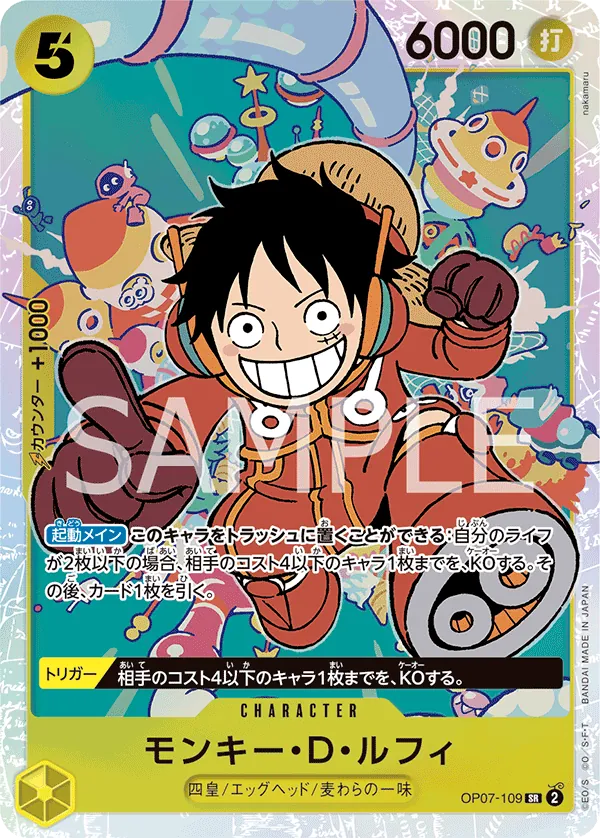 5
6000
打
nakamaru
カウンター +1000
SAMPLE
起動メイン このキャラをトラッシュに置くことができる：自分のライフ
が2枚以下の場合、相手のコスト4以下のキャラ1枚までを、KOする。そ
の後、カード1枚を引く。
トリガー 相手のコスト4以下のキャラ1枚までを、KOする。
CHARACTER
モンキー・D・ルフィ
四皇/エッグヘッド/麦わらの一味
OP07-109 SR 2
©E.O/S ©O/S･F･T BANDAI MADE IN JAPAN